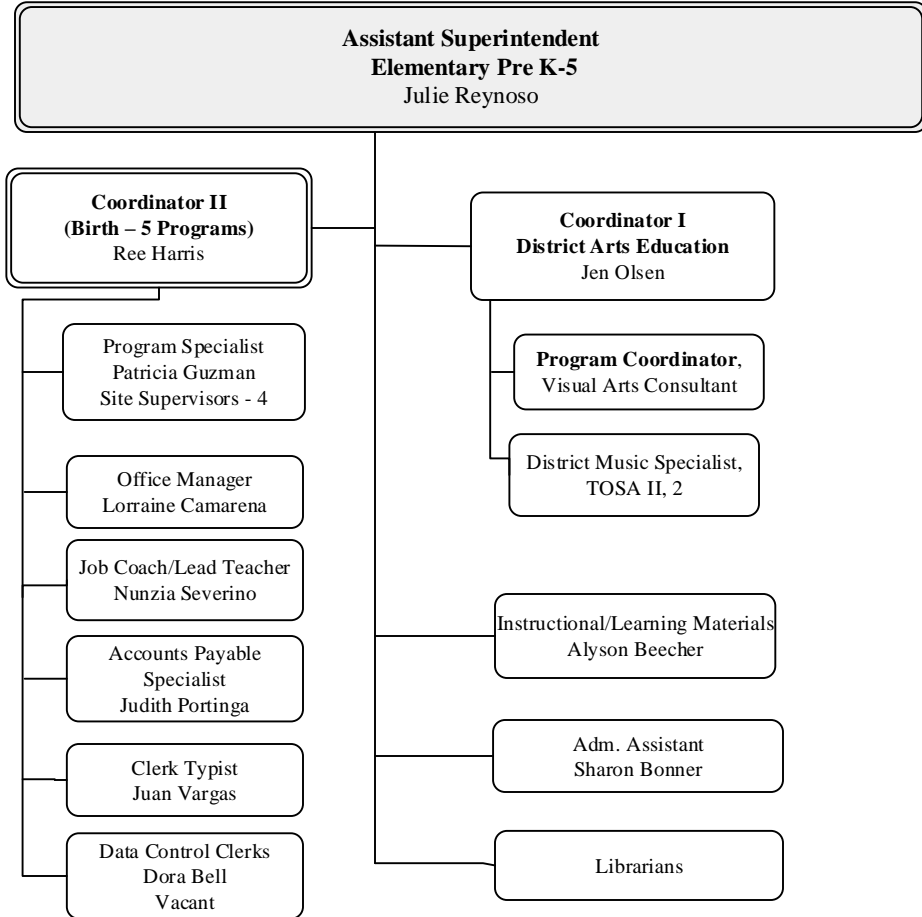 Assistant Superintendent
Elementary Pre K-5
Julie Reynoso
Coordinator II
(Birth – 5 Programs)
Ree Harris
Program Specialist
Patricia Guzman
Site Supervisors - 4
Office Manager
Lorraine Camarena
Job Coach/Lead Teacher
Nunzia Severino
Accounts Payable
Specialist
Judith Portinga
Clerk Typist
Juan Vargas
Data Control Clerks
Dora Bell
Vacant
Coordinator I
District Arts Education
Jen Olsen
Program Coordinator,
Visual Arts Consultant
District Music Specialist,
TOSA II, 2
Instructional/Learning Materials
Alyson Beecher
Adm. Assistant
Sharon Bonner
Librarians